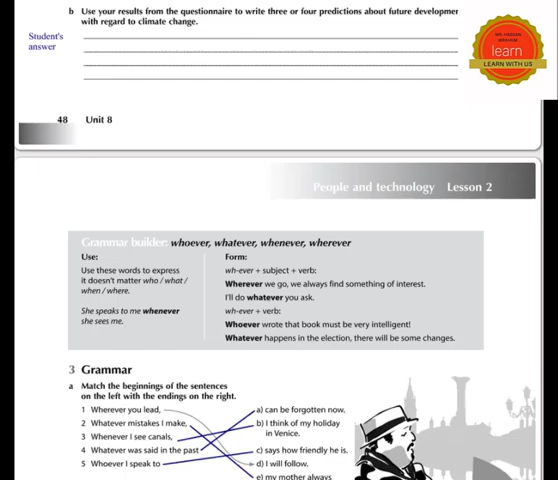 b Use your results from the questionnaire to write three or four predictions about future developmer
with regard to climate change.
Student's
answer
MR. HASSAN
IBRAHIM
learn
LEARN WITH US
48 Unit 8
People and technology Lesson 2
Grammar builder: whoever, whatever, whenever, wherever
Use:
Use these words to express
it doesn't matter who / what /
when / where.
She speaks to me whenever
she sees me.
Form:
wh-ever + subject + verb:
Wherever we go, we always find something of interest.
I'll do whatever you ask.
wh-ever + verb:
Whoever wrote that book must be very intelligent!
Whatever happens in the election, there will be some changes.
3 Grammar
a Match the beginnings of the sentences
on the left with the endings on the right.
1 Wherever you lead,
2 Whatever mistakes I make,
3 Whenever I see canals,
4 Whatever was said in the past
5 Whoever I speak to
a) can be forgotten now.
b) I think of my holiday
in Venice.
c) says how friendly he is.
d) I will follow.
e) my mother always